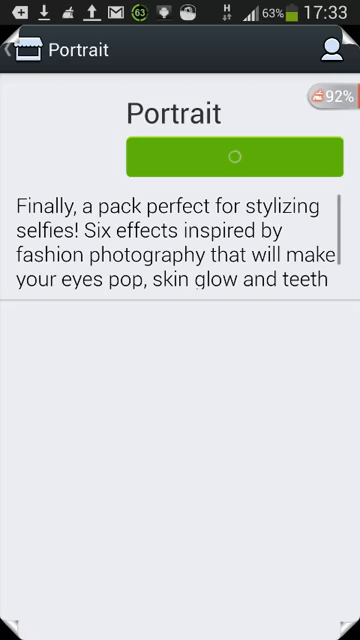 63
H
63%
17:33
Portrait
92%
Portrait
Finally, a pack perfect for stylizing
selfies! Six effects inspired by
fashion photography that will make
your eyes pop, skin glow and teeth